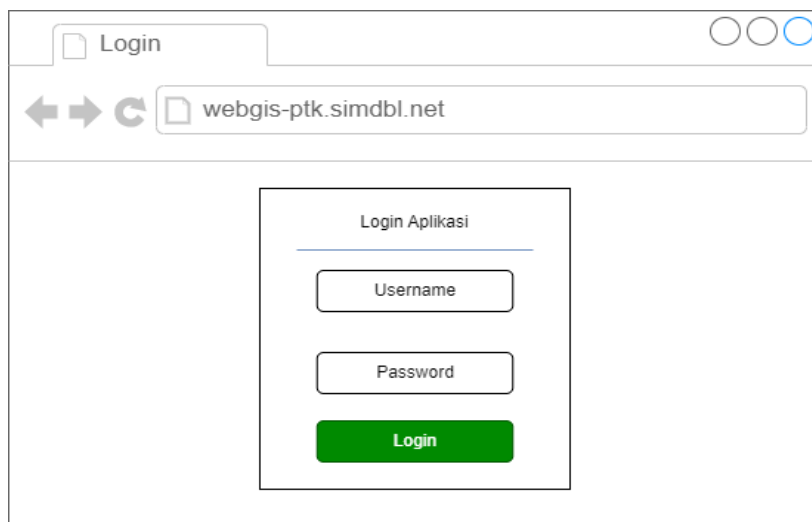 Login
webgis-ptk.simdbl.net
Login Aplikasi
Username
Password
Login